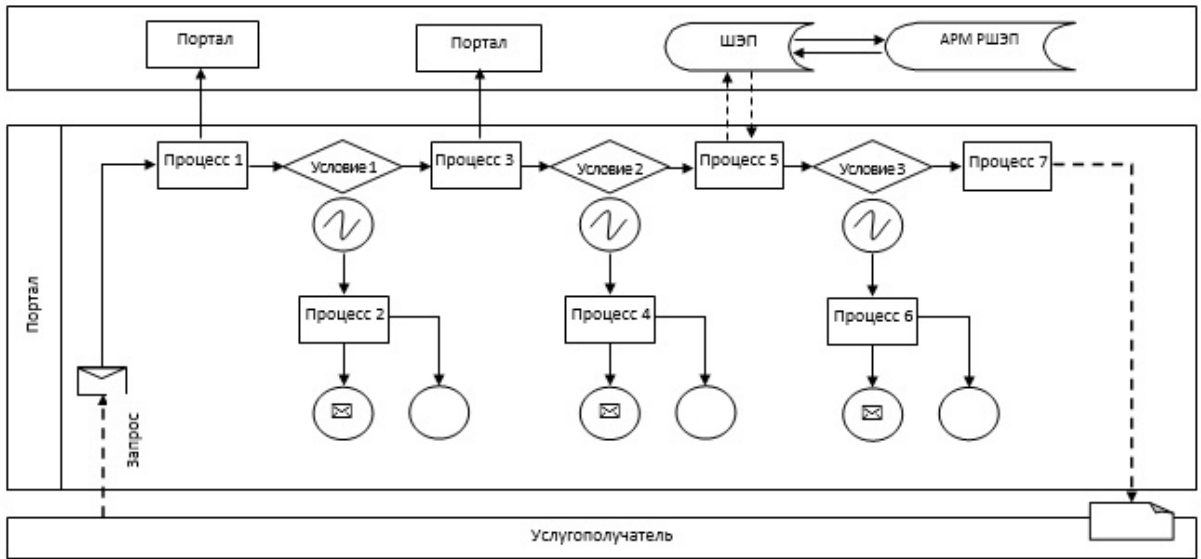 Портал
Портал
ШЭП
АРМ РШЭП
Портал
Процесс 1
Условие 1
Процесс 3
Условие 2
Процесс 5
Условие 3
Процесс 7
Процесс 2
Процесс 4
Процесс 6
Запрос
Услугополучатель